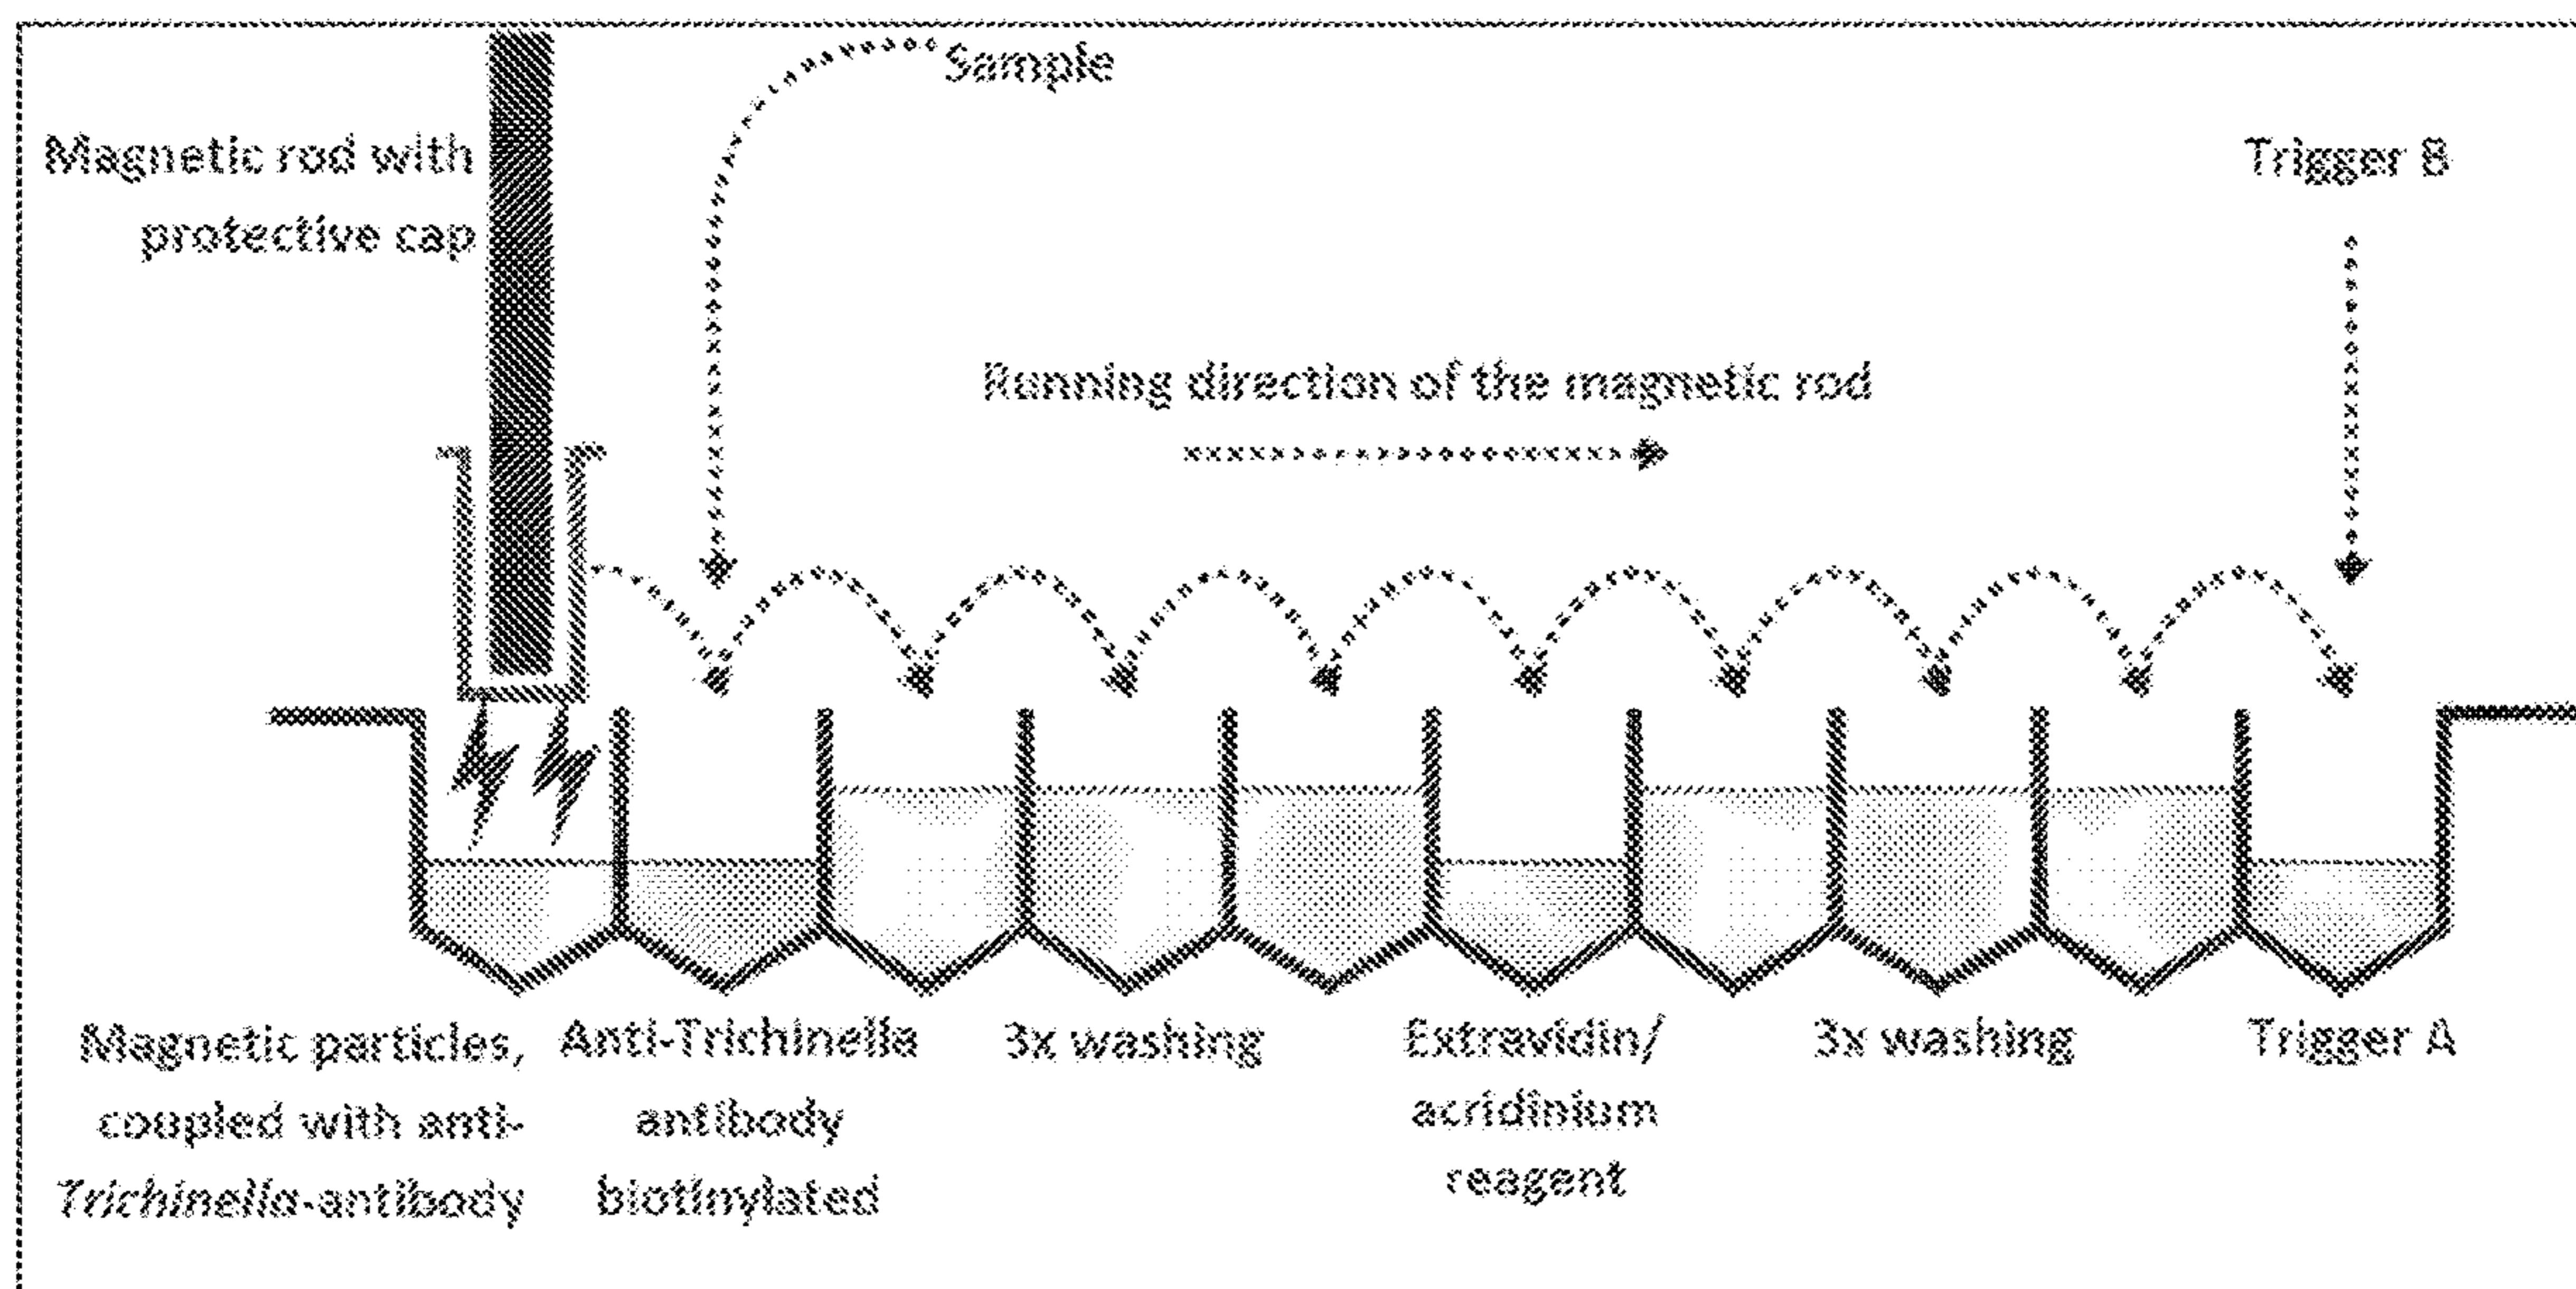 Sample
Magnetic rod with
protective cap
Trigger B
Running direction of the magnetic rod
Magnetic particles,
coupled with anti-
Trichinella-antibody
Anti-Trichinella
antibody
biotinylated
3x washing
Extravidin/
acridinium
reagent
3x washing
Trigger A